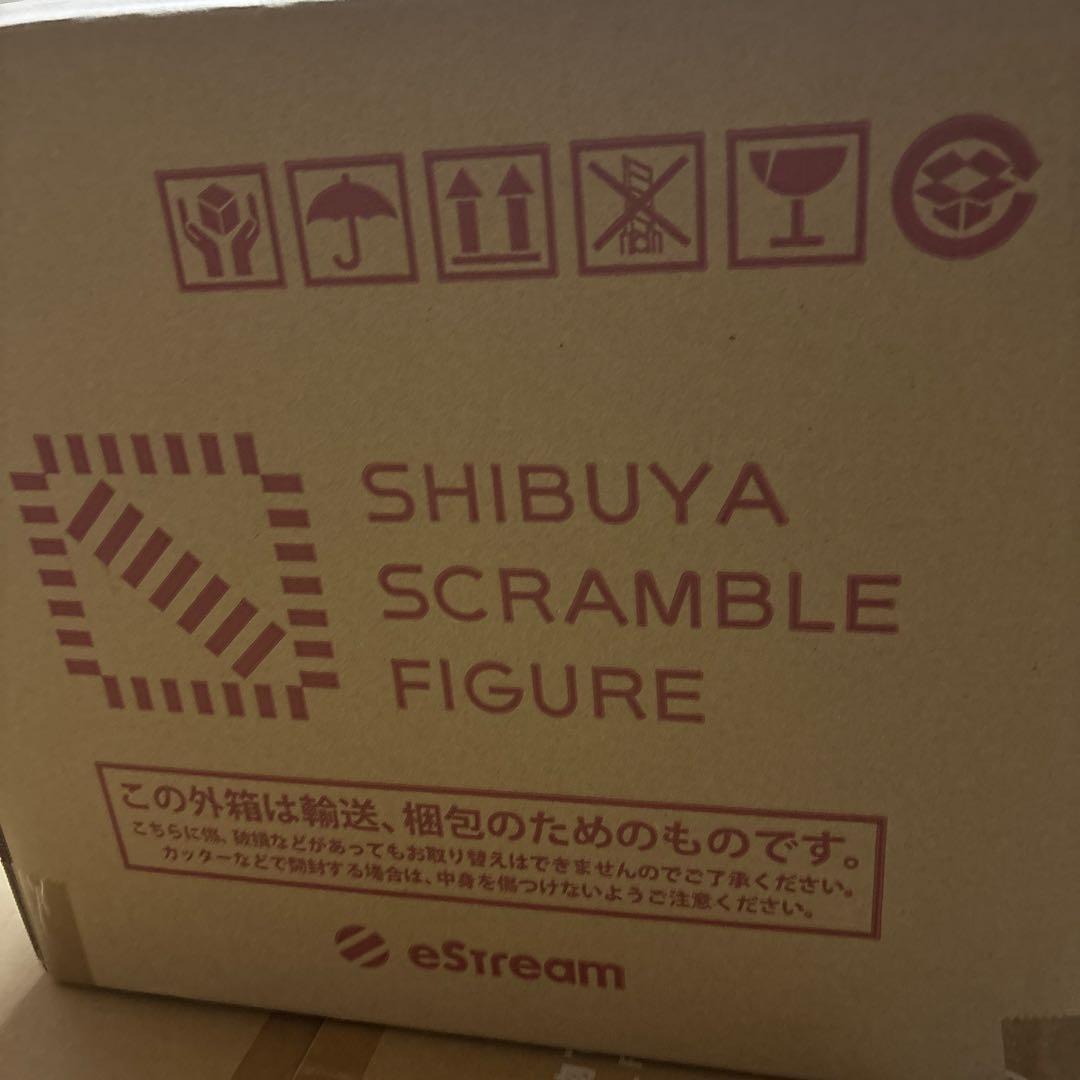 SHIBUYA
SCRAMBLE
FIGURE
この外箱は輸送、梱包のためのものです。
こちらに傷、破損などがあってもお取り替えはできませんのでご了承ください。
カッターなどで開封する場合は、中身を傷つけないようご注意ください。
eStream